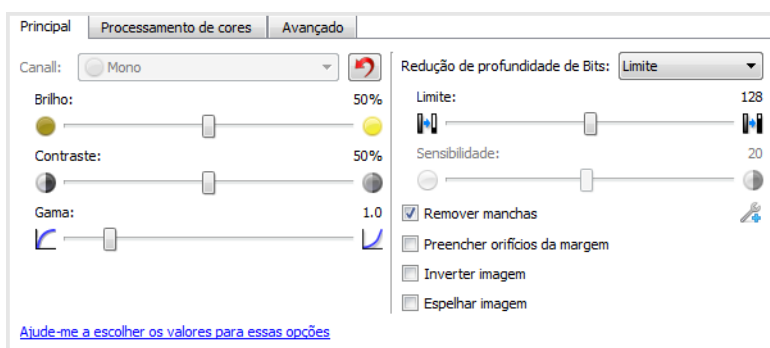 Principal Processamento de cores Avançado
Canall: Mono
Brilho: 50%
Contraste: 50%
Gama: 1.0
Ajude-me a escolher os valores para essas opções
Redução de profundidade de Bits: Limite
Limite: 128
Sensibilidade: 20
Remover manchas
Preencher orifícios da margem
Inverter imagem
Espelhar imagem